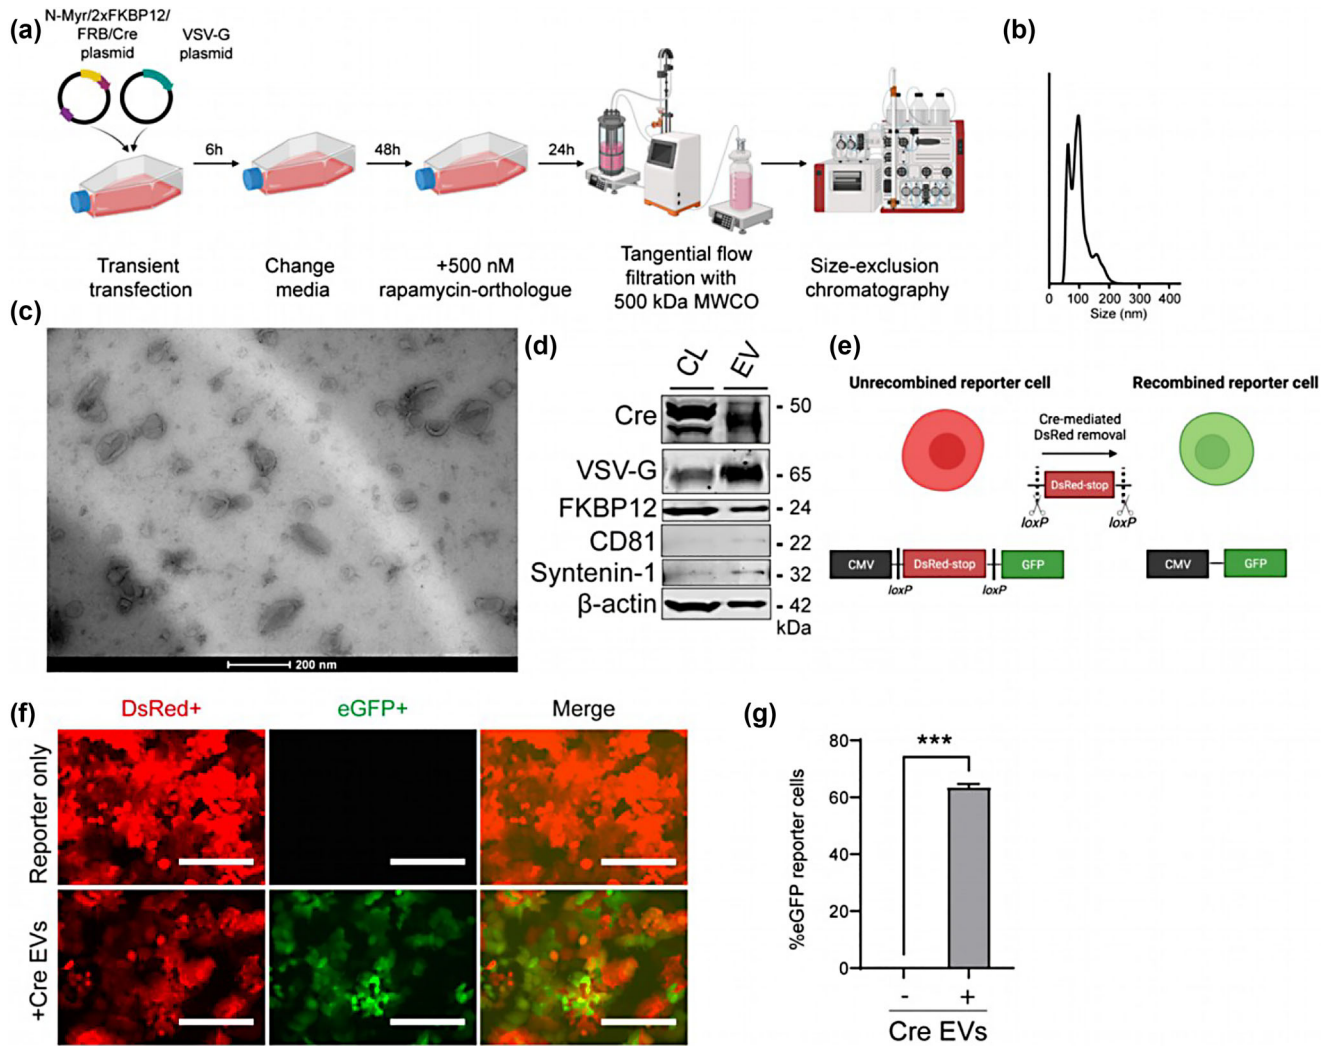 (a)
N-Myr/2xFKBP12/
FRB/Cre
plasmid
VSV-G
plasmid
6h
48h
24h
Transient
transfection
Change
media
+500 nM
rapamycin-orthologue
Tangential flow
filtration with
500 kDa MWCO
Size-exclusion
chromatography
(b)
0 100 200 300 400
Size (nm)
(c)
200 nm
(d)
CL EV
Cre - 50
VSV-G - 65
FKBP12 - 24
CD81 - 22
Syntenin-1 - 32
β-actin - 42
kDa
(e)
Unrecombined reporter cell
Recombined reporter cell
Cre-mediated
DsRed removal
DsRed-stop
loxP loxP
CMV DsRed-stop GFP
loxP loxP
CMV GFP
(f)
DsRed+ eGFP+ Merge
Reporter only
+Cre EVs
(g)
%eGFP reporter cells
80
60
40
20
0
***
- +
Cre EVs